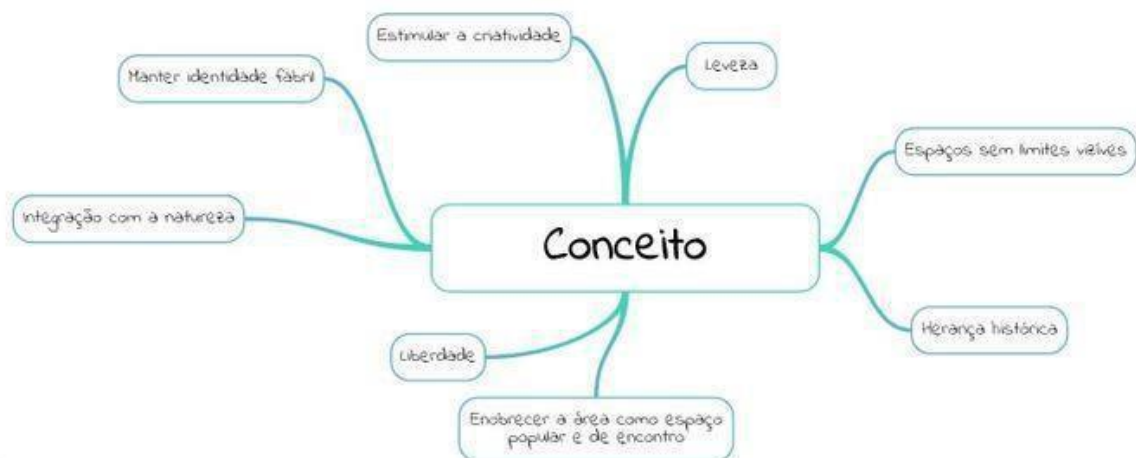 Estimular a criatividade
Leveza
Manter identidade fabril
Espaços sem limites viéives
Integração com a natureza
Conceito
Herança histórica
Liberdade
Enobrecer a área como espaço
popular e de encontro